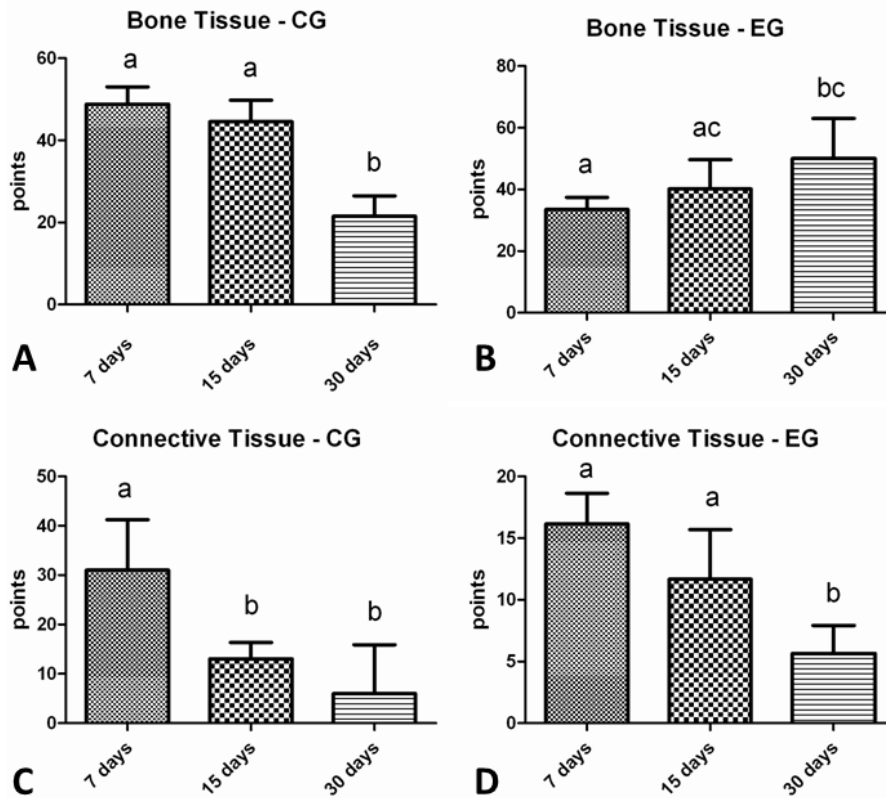 Bone Tissue - CG
60
40
20
0
points
a
a
b
7 days
15 days
30 days
A
Bone Tissue - EG
80
60
40
20
0
points
a
ac
bc
7 days
15 days
30 days
B
Connective Tissue - CG
50
40
30
20
10
0
points
a
b
b
7 days
15 days
30 days
C
Connective Tissue - EG
20
15
10
5
0
points
a
a
b
7 days
15 days
30 days
D